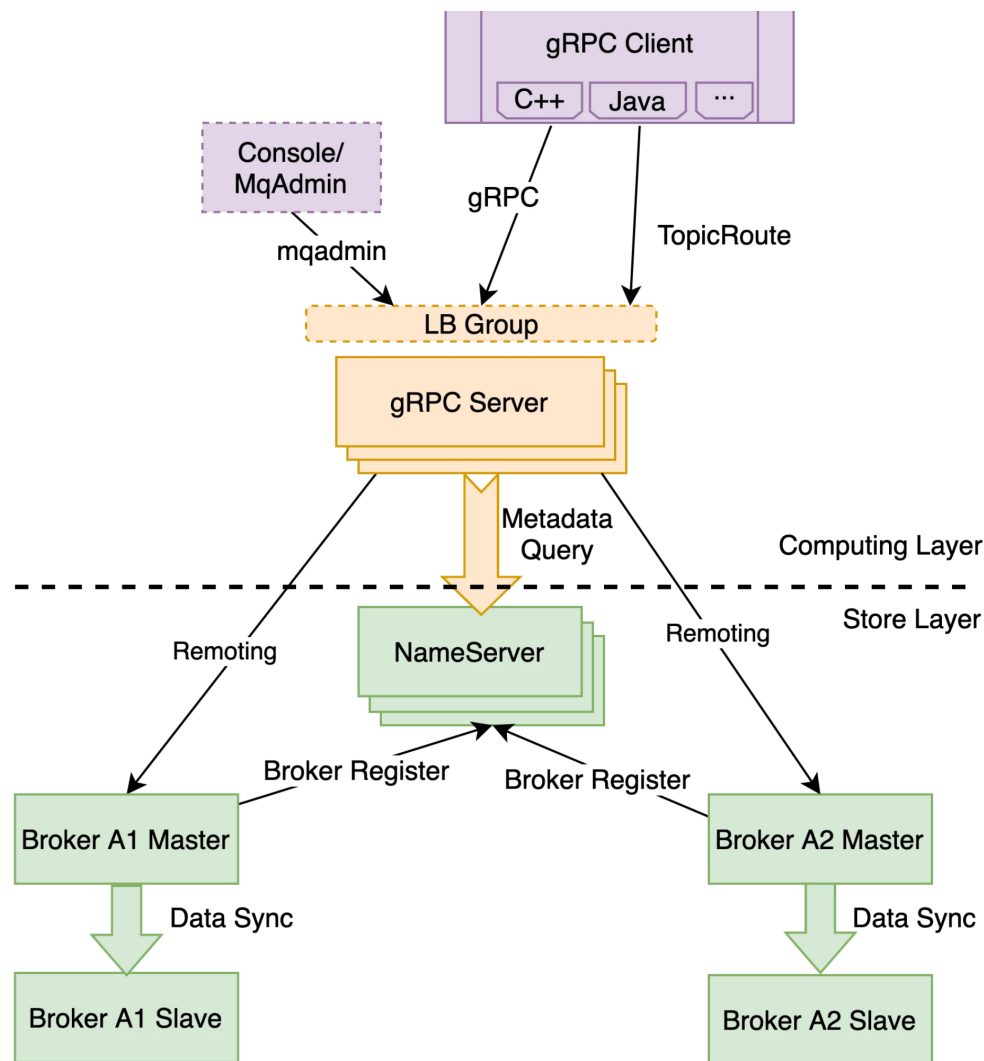 gRPC Client
C++
Java
...
Console/
MqAdmin
gRPC
mqadmin
TopicRoute
LB Group
gRPC Server
Metadata
Query
Computing Layer
Store Layer
Remoting
NameServer
Remoting
Broker Register
Broker Register
Broker A1 Master
Broker A2 Master
Data Sync
Data Sync
Broker A1 Slave
Broker A2 Slave